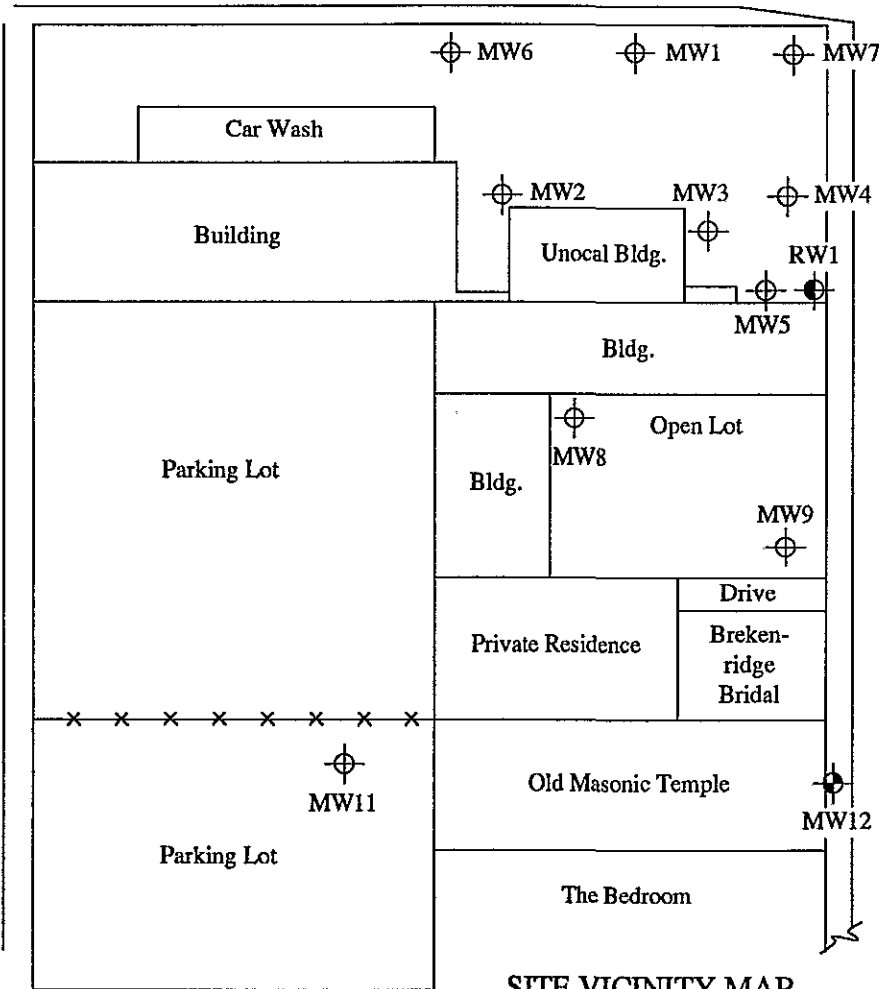 MW6
MW1
MW7
Car Wash
MW2
MW3
MW4
Building
Unocal Bldg.
RW1
MW5
Bldg.
Open Lot
MW8
Parking Lot
Bldg.
MW9
Drive
Private Residence
Breken-
ridge
Bridal
Old Masonic Temple
MW11
MW12
Parking Lot
The Bedroom
SITE VICINITY MAP